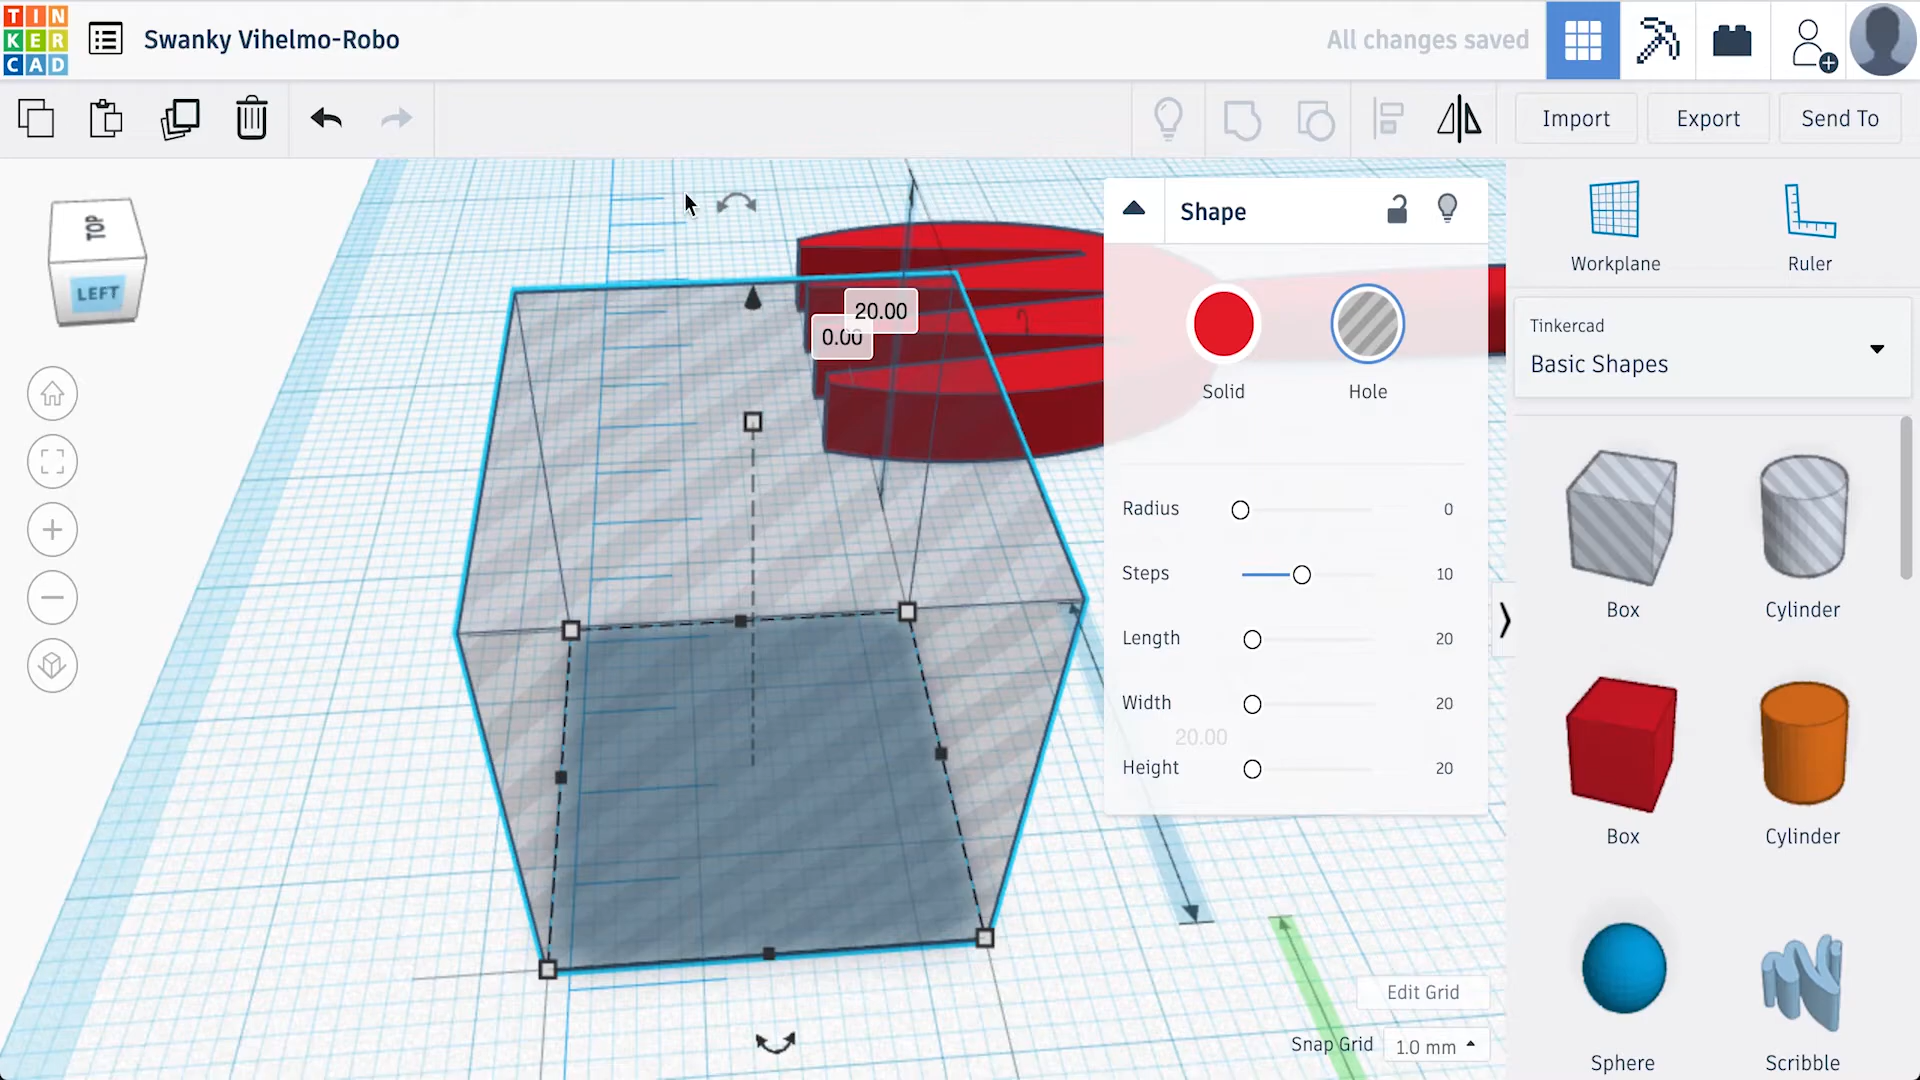 TIN
KER
CAD
Swanky Vihelmo-Robo
All changes saved
Import
Export
Send To
TOP
LEFT
20.00
0.00
Shape
Solid
Hole
Radius 0
Steps 10
Length 20
Width 20
20.00
Height 20
Workplane
Ruler
Tinkercad
Basic Shapes
Box
Cylinder
Box
Cylinder
Sphere
Scribble
Edit Grid
Snap Grid 1.0 mm